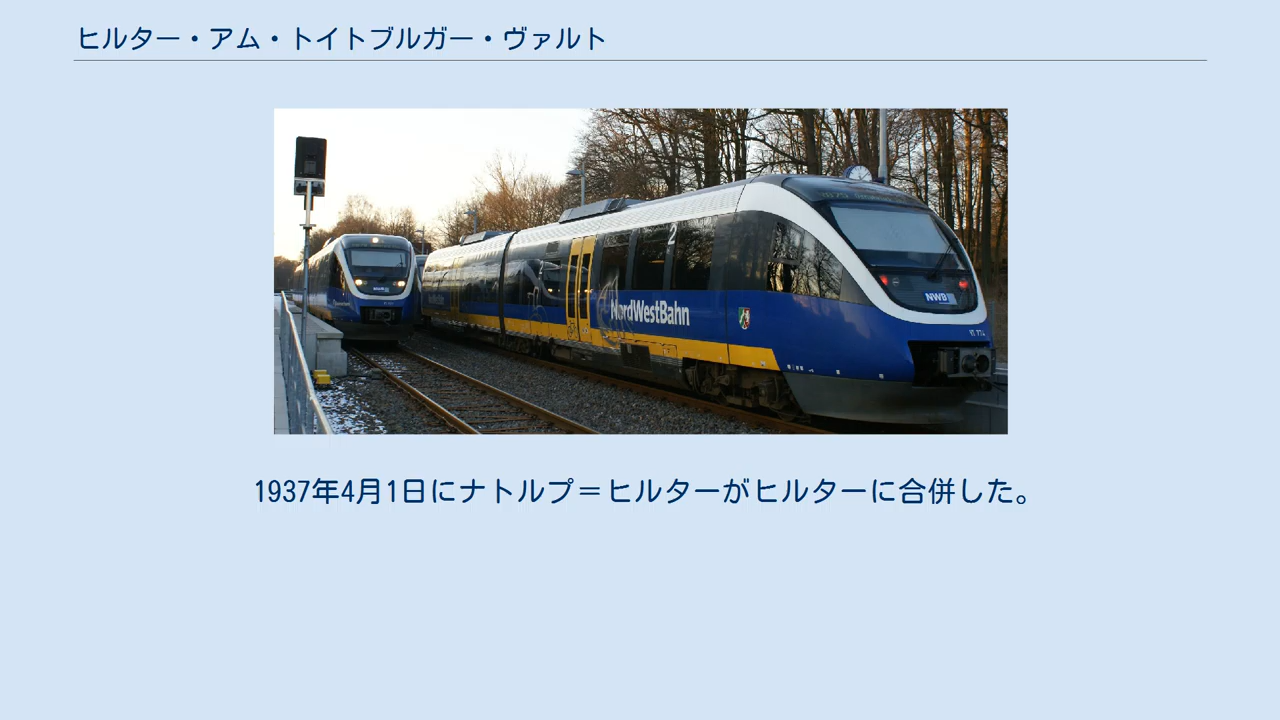 ヒルター・アム・トイトブルガー・ヴァルト
2
NordWestBahn
NWB
1937年4月1日にナトルプ＝ヒルターがヒルターに合併した。